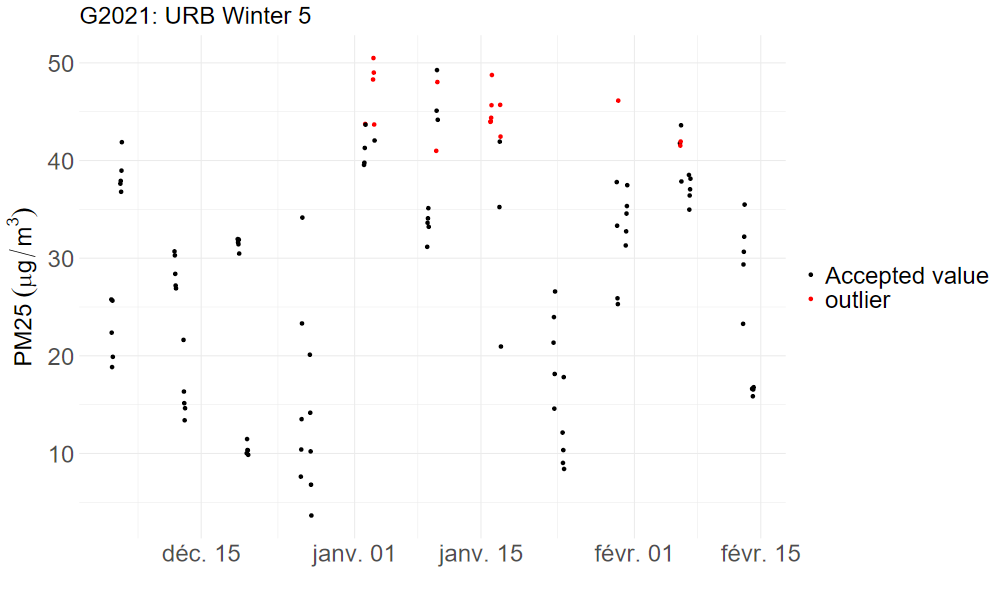 G2021: URB Winter 5
PM25 (μg/m³)
50
40
30
20
10
déc. 15
janv. 01
janv. 15
févr. 01
févr. 15
Accepted value
outlier